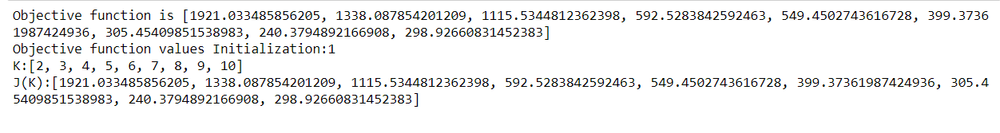 Objective function is [1921.033485856205, 1338.087854201209, 1115.5344812362398, 592.5283842592463, 549.4502743616728, 399.3736
1987424936, 305.45409851538983, 240.3794892166908, 298.92660831452383]
Objective function values Initialization:1
K:[2, 3, 4, 5, 6, 7, 8, 9, 10]
J(K):[1921.033485856205, 1338.087854201209, 1115.5344812362398, 592.5283842592463, 549.4502743616728, 399.37361987424936, 305.4
5409851538983, 240.3794892166908, 298.92660831452383]